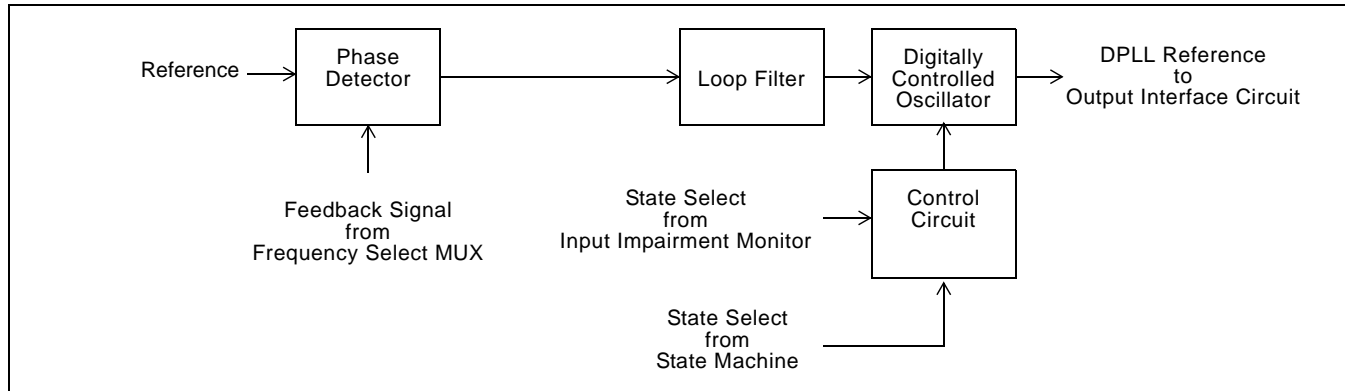 Reference
Phase
Detector
Loop Filter
Digitally
Controlled
Oscillator
DPLL Reference
to
Output Interface Circuit
Feedback Signal
from
Frequency Select MUX
State Select
from
Input Impairment Monitor
Control
Circuit
State Select
from
State Machine